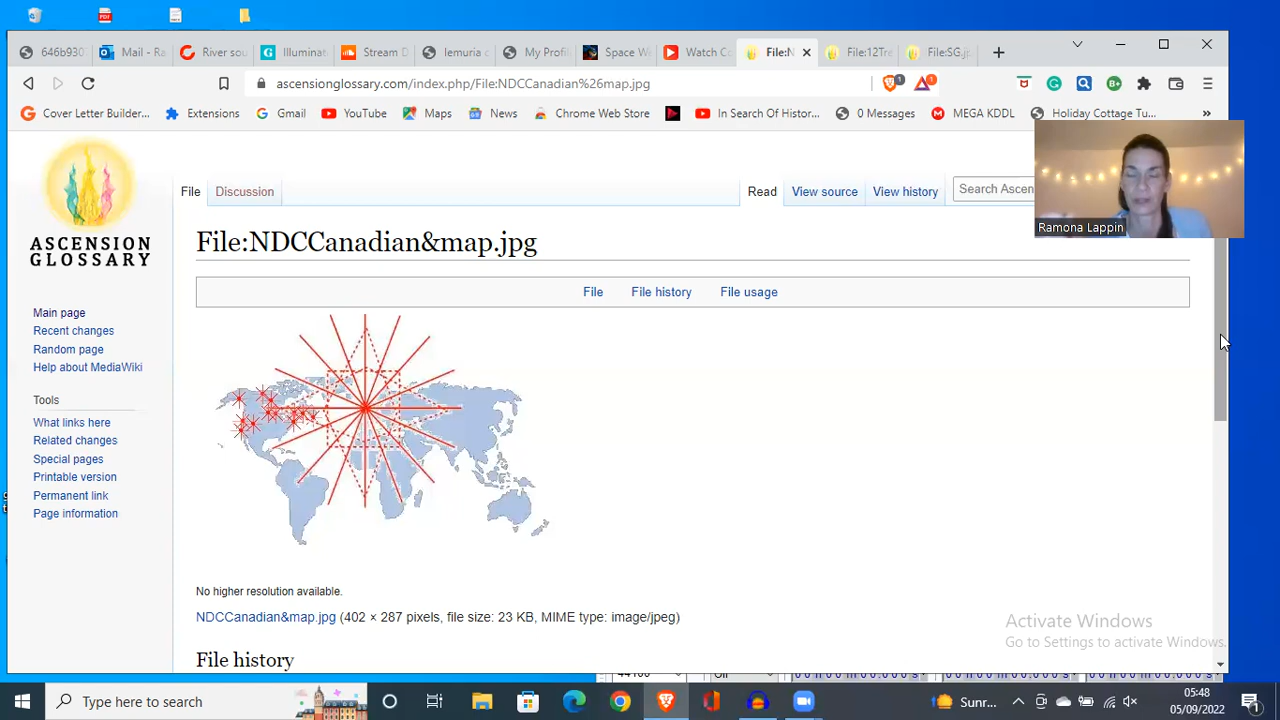 646b930
Mail - Ra
River sou
Illuminat
Stream D
lemuria c
My Profil
Space W
Watch Co
File:N
File:12Tre
File:SG.jp
ascensionglossary.com/index.php/File:NDCCanadian%26map.jpg
Cover Letter Builder...
Extensions
Gmail
YouTube
Maps
News
Chrome Web Store
In Search Of Histor...
0 Messages
MEGA KDDL
Holiday Cottage Tu...
ASCENSION
GLOSSARY
File
Discussion
Read
View source
View history
Search Ascen
Ramona Lappin
File:NDCCanadian&map.jpg
File
File history
File usage
Main page
Recent changes
Random page
Help about MediaWiki
Tools
What links here
Related changes
Special pages
Printable version
Permanent link
Page information
No higher resolution available.
NDCCanadian&map.jpg (402 × 287 pixels, file size: 23 KB, MIME type: image/jpeg)
File history
Activate Windows
Go to Settings to activate Windows.
Type here to search
Sunr...
05:48
05/09/2022